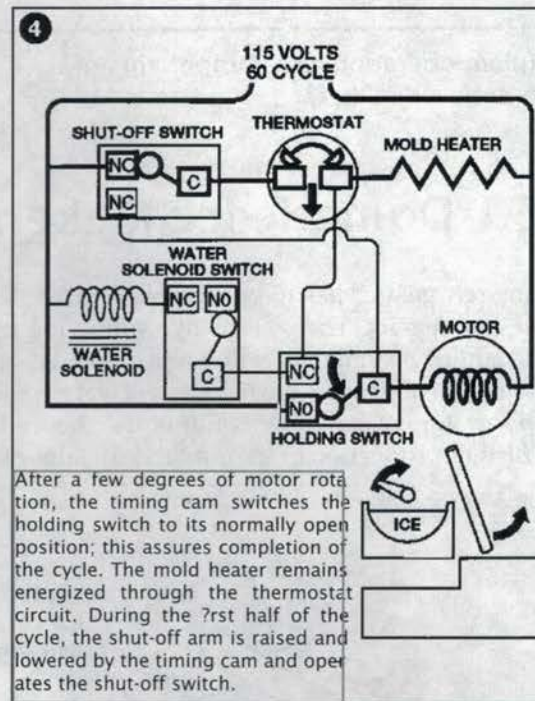 4
115 VOLTS
60 CYCLE
SHUT-OFF SWITCH
THERMOSTAT
MOLD HEATER
NC
C
NC
WATER
SOLENOID SWITCH
NC NO
MOTOR
WATER
SOLENOID
C
NC
C
NO
HOLDING SWITCH
ICE
After a few degrees of motor rota
tion, the timing cam switches the
holding switch to its normally open
position; this assures completion of
the cycle. The mold heater remains
energized through the thermostat
circuit. During the ?rst half of the
cycle, the shut-off arm is raised and
lowered by the timing cam and oper
ates the shut-off switch.